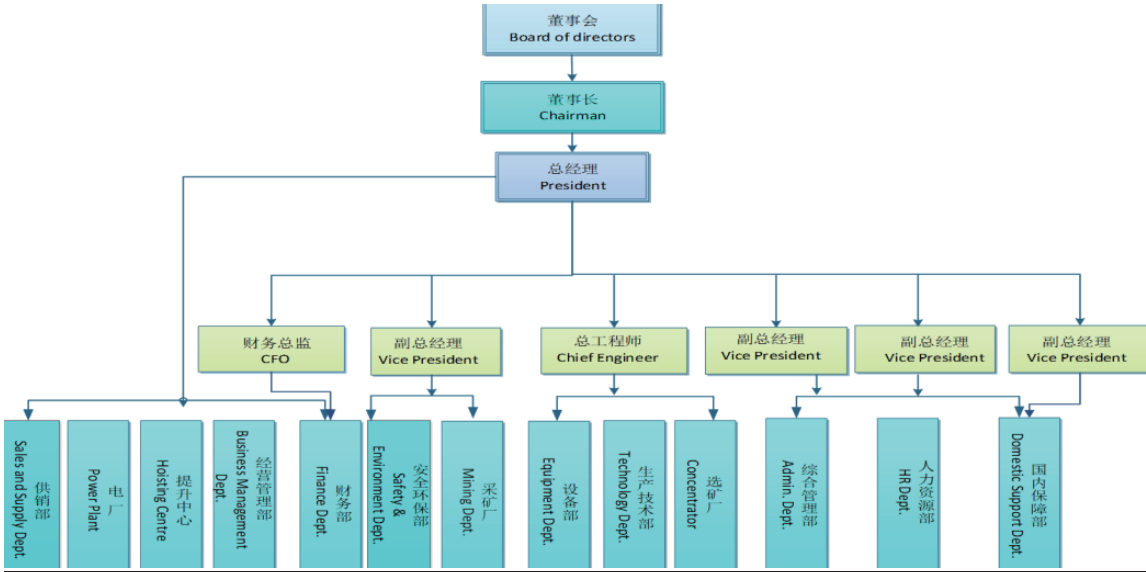 董事会
Board of directors
董事长
Chairman
总经理
President
财务总监
CFO
副总经理
Vice President
总工程师
Chief Engineer
副总经理
Vice President
副总经理
Vice President
副总经理
Vice President
供销部
Sales and Supply Dept.
电厂
Power Plant
提升中心
Hoisting Centre
经营管理部
Business Management
Dept.
财务部
Finance Dept.
安全环保部
Safety &
Environment Dept.
采矿厂
Mining Dept.
设备部
Equipment Dept.
生产技术部
Technology Dept.
选矿厂
Concentrator
综合管理部
Admin. Dept.
人力资源部
HR Dept.
国内保障部
Domestic Support Dept.